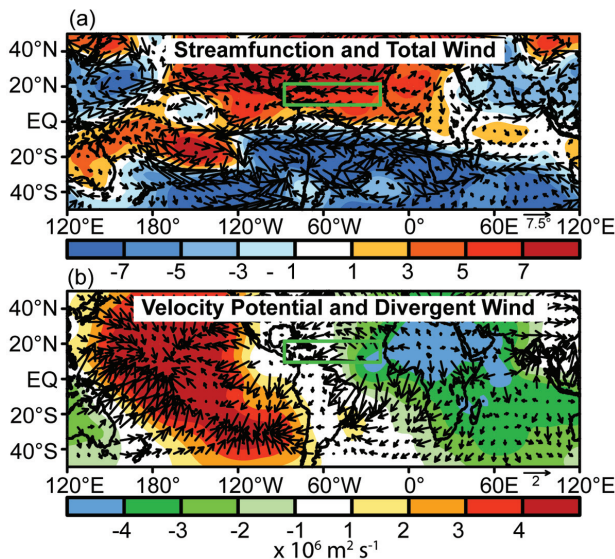 (a)
Streamfunction and Total Wind
40°N
20°N
EQ
20°S
40°S
120°E 180° 120°W 60°W 0° 60E 120°E
7.5°
-7 -5 -3 - 1 1 3 5 7
(b)
Velocity Potential and Divergent Wind
40°N
20°N
EQ
20°S
40°S
120°E 180° 120°W 60°W 0° 60E 120°E
2
-4 -3 -2 -1 1 2 3 4
x 10⁶ m² s⁻¹